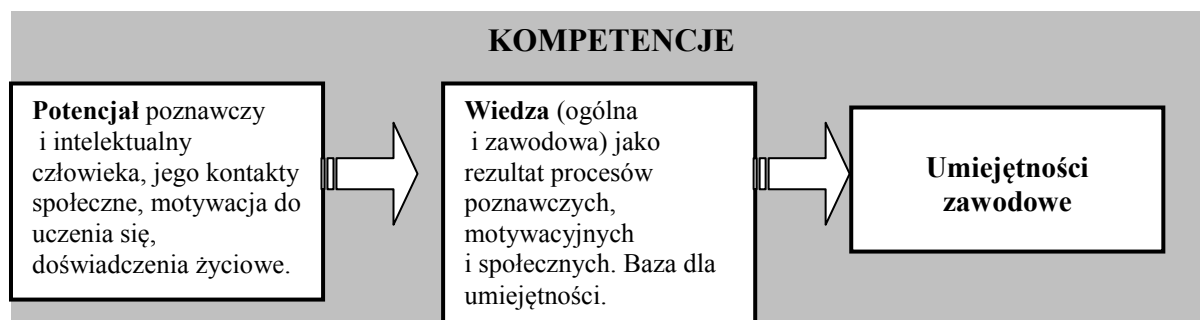 KOMPETENCJE
Potencjał poznawczy
i intelektualny
człowieka, jego kontakty
społeczne, motywacja do
uczenia się,
doświadczenia życiowe.
Wiedza (ogólna
i zawodowa) jako
rezultat procesów
poznawczych,
motywacyjnych
i społecznych. Baza dla
umiejętności.
Umiejętności
zawodowe